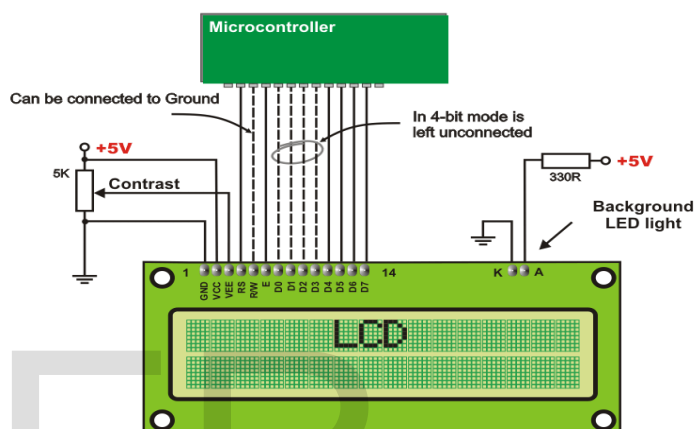 Microcontroller
Can be connected to Ground
In 4-bit mode is
left unconnected
+5V
5K
Contrast
330R
+5V
Background
LED light
1
GND
VCC
VEE
RS
R/W
E
D0
D1
D2
D3
D4
D5
D6
D7
14
K
A
LCD